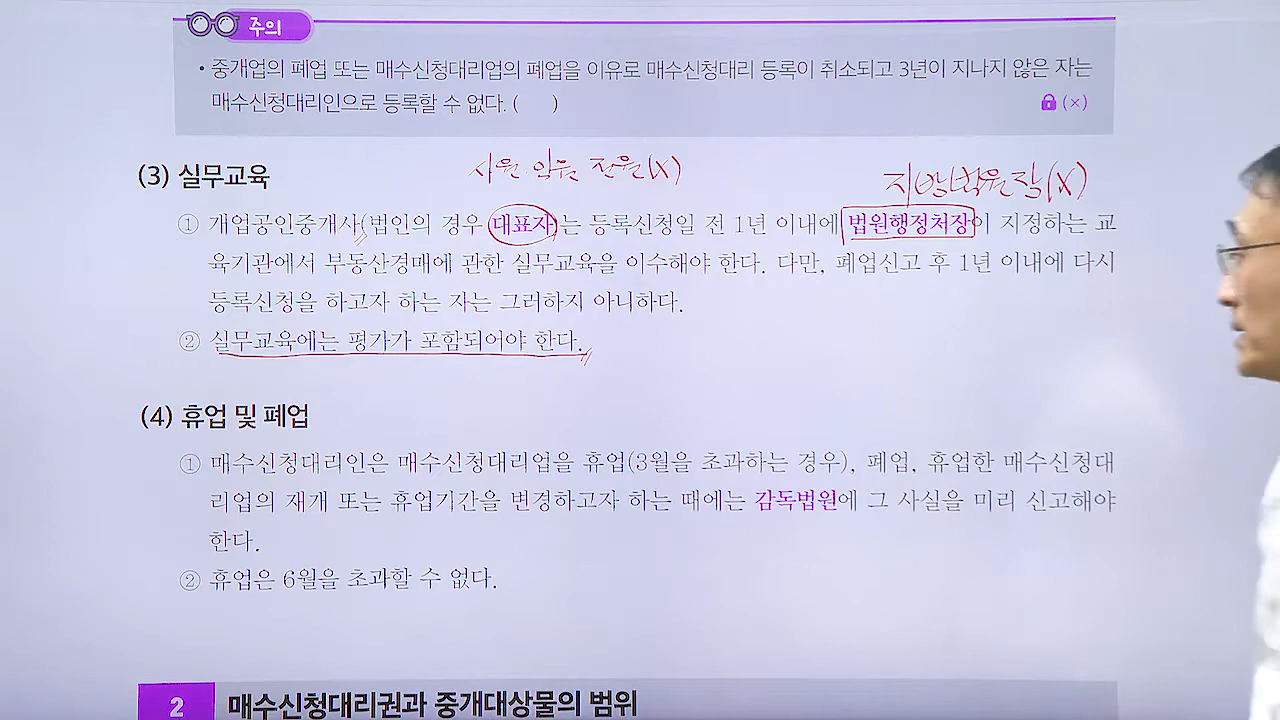 주의
• 중개업의 폐업 또는 매수신청대리업의 폐업을 이유로 매수신청대리 등록이 취소되고 3년이 지나지 않은 자는
매수신청대리인으로 등록할 수 없다. ( ) (×)
사원 임원 전원(X)
지방법원장(X)
(3) 실무교육
① 개업공인중개사(법인의 경우 대표자)는 등록신청일 전 1년 이내에 법원행정처장이 지정하는 교
육기관에서 부동산경매에 관한 실무교육을 이수해야 한다. 다만, 폐업신고 후 1년 이내에 다시
등록신청을 하고자 하는 자는 그러하지 아니하다.
② 실무교육에는 평가가 포함되어야 한다.
(4) 휴업 및 폐업
① 매수신청대리인은 매수신청대리업을 휴업(3월을 초과하는 경우), 폐업, 휴업한 매수신청대
리업의 재개 또는 휴업기간을 변경하고자 하는 때에는 감독법원에 그 사실을 미리 신고해야
한다.
② 휴업은 6월을 초과할 수 없다.
2 매수신청대리권과 중개대상물의 범위